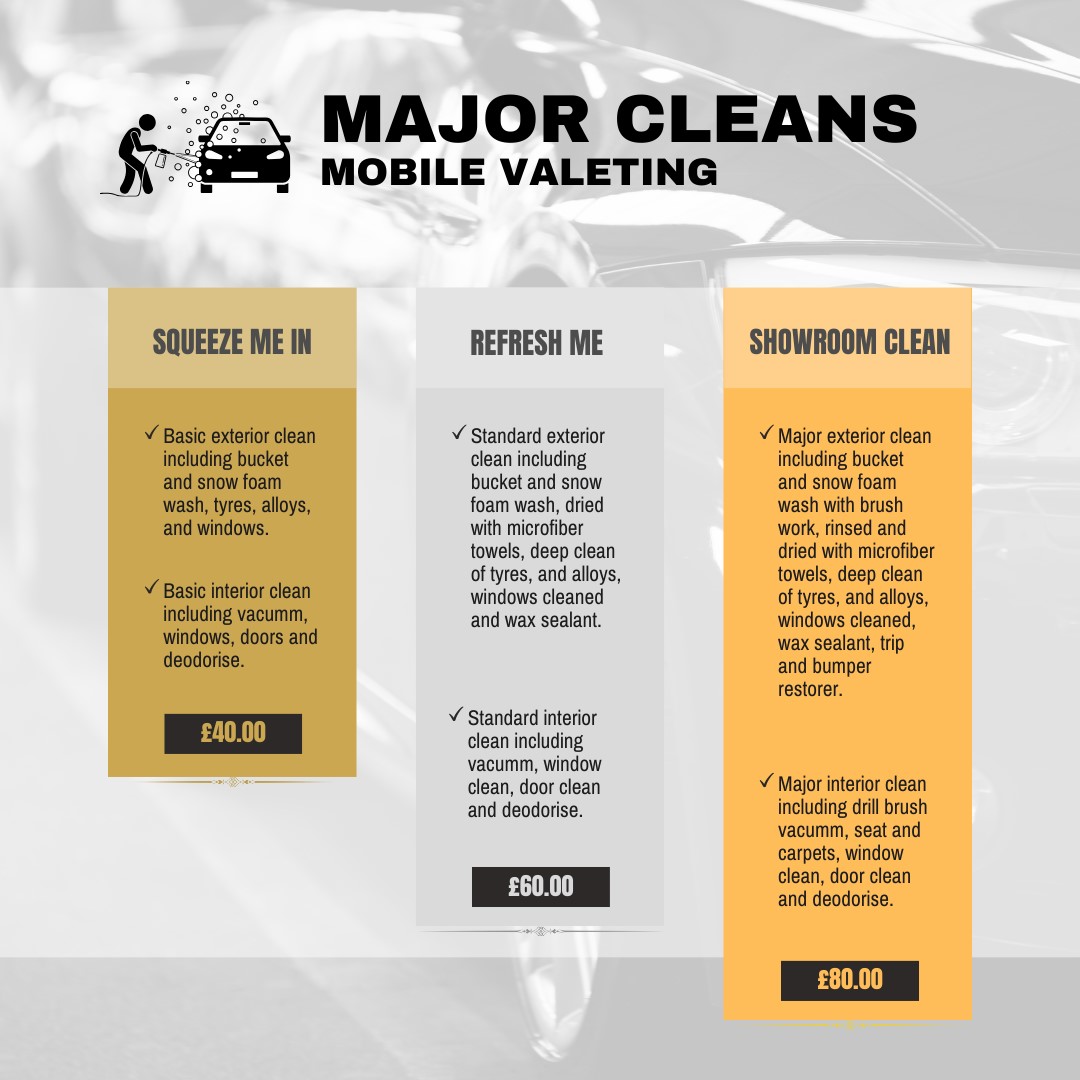 MAJOR CLEANS
MOBILE VALETING
SQUEEZE ME IN
Basic exterior clean
including bucket
and snow foam
wash, tyres, alloys,
and windows.
Basic interior clean
including vacumm,
windows, doors and
deodorise.
£40.00
REFRESH ME
Standard exterior
clean including
bucket and snow
foam wash, dried
with microfiber
towels, deep clean
of tyres, and alloys,
windows cleaned
and wax sealant.
Standard interior
clean including
vacumm, window
clean, door clean
and deodorise.
£60.00
SHOWROOM CLEAN
Major exterior clean
including bucket
and snow foam
wash with brush
work, rinsed and
dried with microfiber
towels, deep clean
of tyres, and alloys,
windows cleaned,
wax sealant, trip
and bumper
restorer.
Major interior clean
including drill brush
vacumm, seat and
carpets, window
clean, door clean
and deodorise.
£80.00